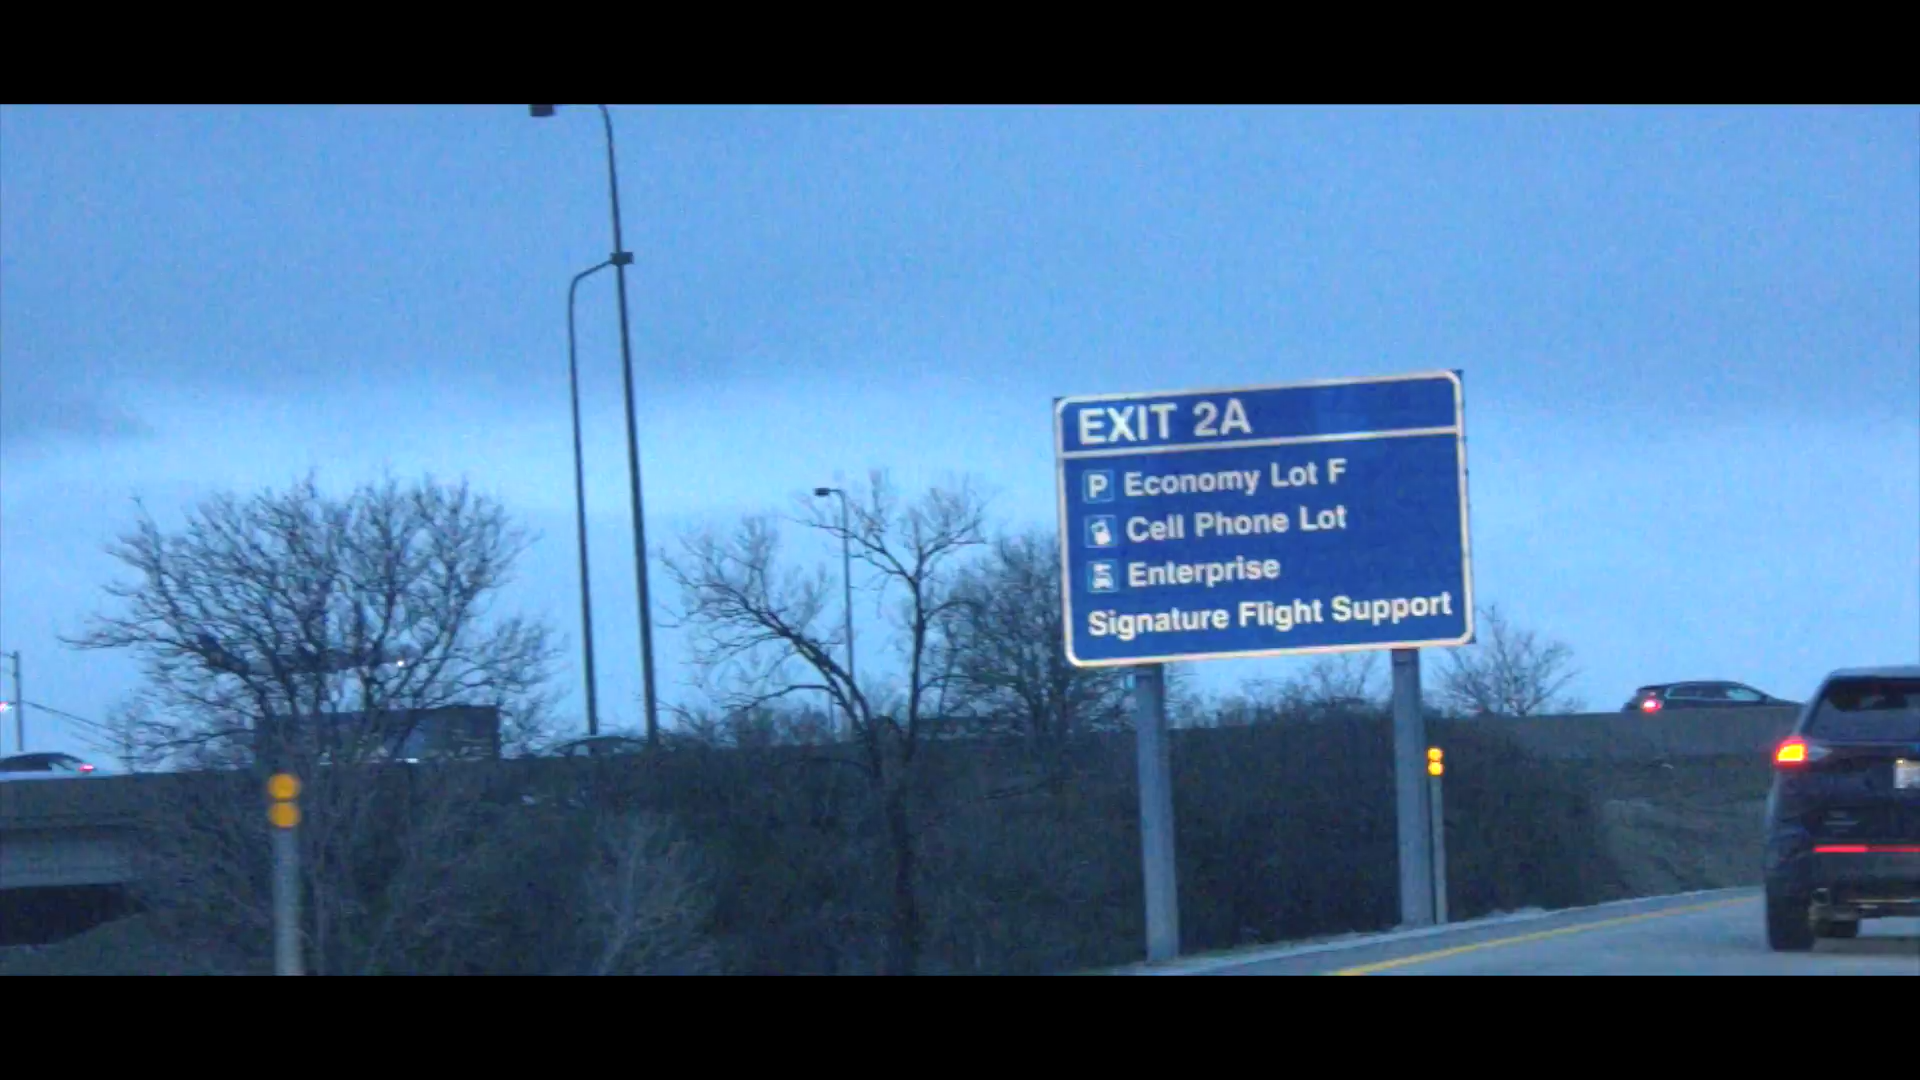 EXIT 2A
P Economy Lot F
Cell Phone Lot
Enterprise
Signature Flight Support